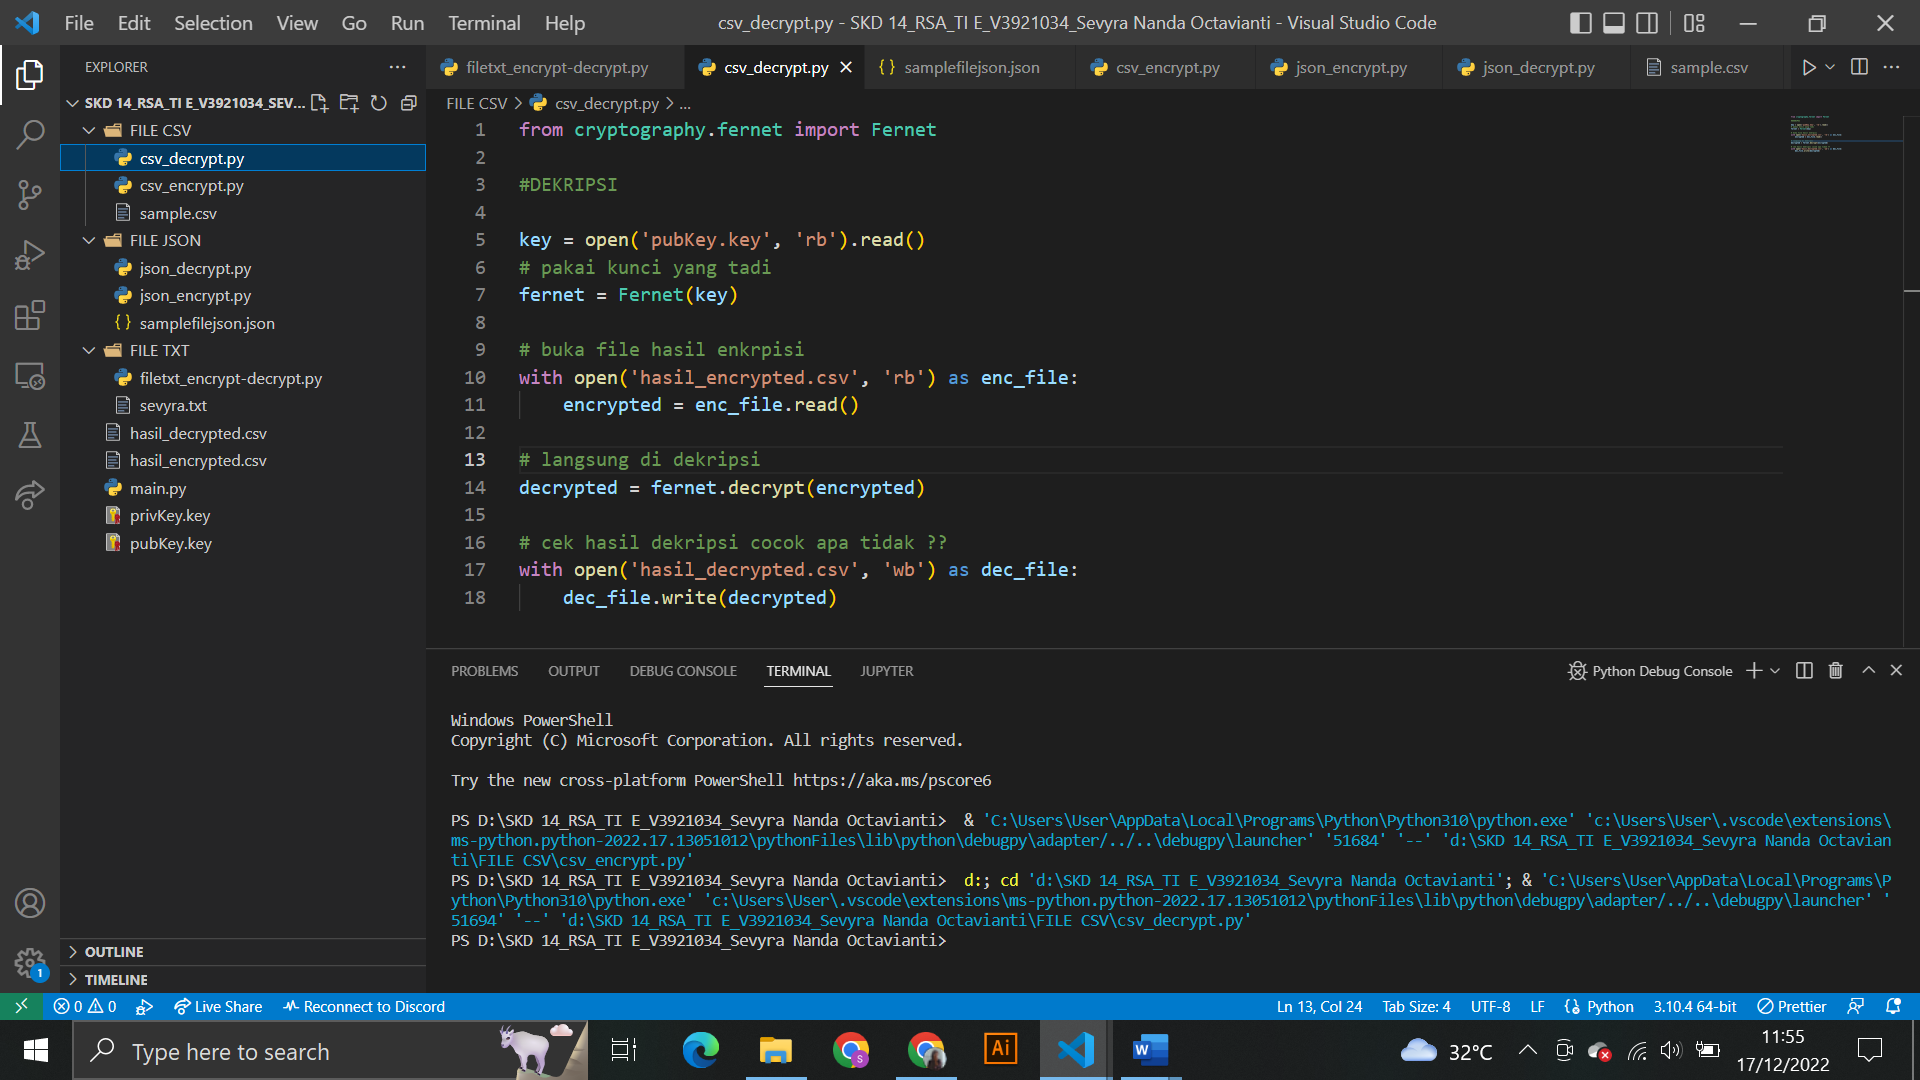 File Edit Selection View Go Run Terminal Help
csv_decrypt.py - SKD 14_RSA_TI E_V3921034_Sevyra Nanda Octavianti - Visual Studio Code
EXPLORER
SKD 14_RSA_TI E_V3921034_SEV...
FILE CSV
csv_decrypt.py
csv_encrypt.py
sample.csv
FILE JSON
json_decrypt.py
json_encrypt.py
samplefilejson.json
FILE TXT
filetxt_encrypt-decrypt.py
sevyra.txt
hasil_decrypted.csv
hasil_encrypted.csv
main.py
privKey.key
pubKey.key
OUTLINE
TIMELINE
filetxt_encrypt-decrypt.py csv_decrypt.py samplefilejson.json csv_encrypt.py json_encrypt.py json_decrypt.py sample.csv
FILE CSV > csv_decrypt.py > ...
1 from cryptography.fernet import Fernet
2
3 #DEKRIPSI
4
5 key = open('pubKey.key', 'rb').read()
6 # pakai kunci yang tadi
7 fernet = Fernet(key)
8
9 # buka file hasil enkrpisi
10 with open('hasil_encrypted.csv', 'rb') as enc_file:
11 encrypted = enc_file.read()
12
13 # langsung di dekripsi
14 decrypted = fernet.decrypt(encrypted)
15
16 # cek hasil dekripsi cocok apa tidak ??
17 with open('hasil_decrypted.csv', 'wb') as dec_file:
18 dec_file.write(decrypted)
PROBLEMS OUTPUT DEBUG CONSOLE TERMINAL JUPYTER
Python Debug Console
Windows PowerShell
Copyright (C) Microsoft Corporation. All rights reserved.
Try the new cross-platform PowerShell https://aka.ms/pscore6
PS D:\SKD 14_RSA_TI E_V3921034_Sevyra Nanda Octavianti> & 'C:\Users\User\AppData\Local\Programs\Python\Python310\python.exe' 'c:\Users\User\.vscode\extensions\
ms-python.python-2022.17.13051012\pythonFiles\lib\python\debugpy\adapter/../..\debugpy\launcher' '51684' '--' 'd:\SKD 14_RSA_TI E_V3921034_Sevyra Nanda Octavian
ti\FILE CSV\csv_encrypt.py'
PS D:\SKD 14_RSA_TI E_V3921034_Sevyra Nanda Octavianti> d:; cd 'd:\SKD 14_RSA_TI E_V3921034_Sevyra Nanda Octavianti'; & 'C:\Users\User\AppData\Local\Programs\P
ython\Python310\python.exe' 'c:\Users\User\.vscode\extensions\ms-python.python-2022.17.13051012\pythonFiles\lib\python\debugpy\adapter/../..\debugpy\launcher' '
51694' '--' 'd:\SKD 14_RSA_TI E_V3921034_Sevyra Nanda Octavianti\FILE CSV\csv_decrypt.py'
PS D:\SKD 14_RSA_TI E_V3921034_Sevyra Nanda Octavianti>
1
0 0 Live Share Reconnect to Discord
Ln 13, Col 24 Tab Size: 4 UTF-8 LF Python 3.10.4 64-bit Prettier
Type here to search
S
Ai
W
32°C
11:55
17/12/2022